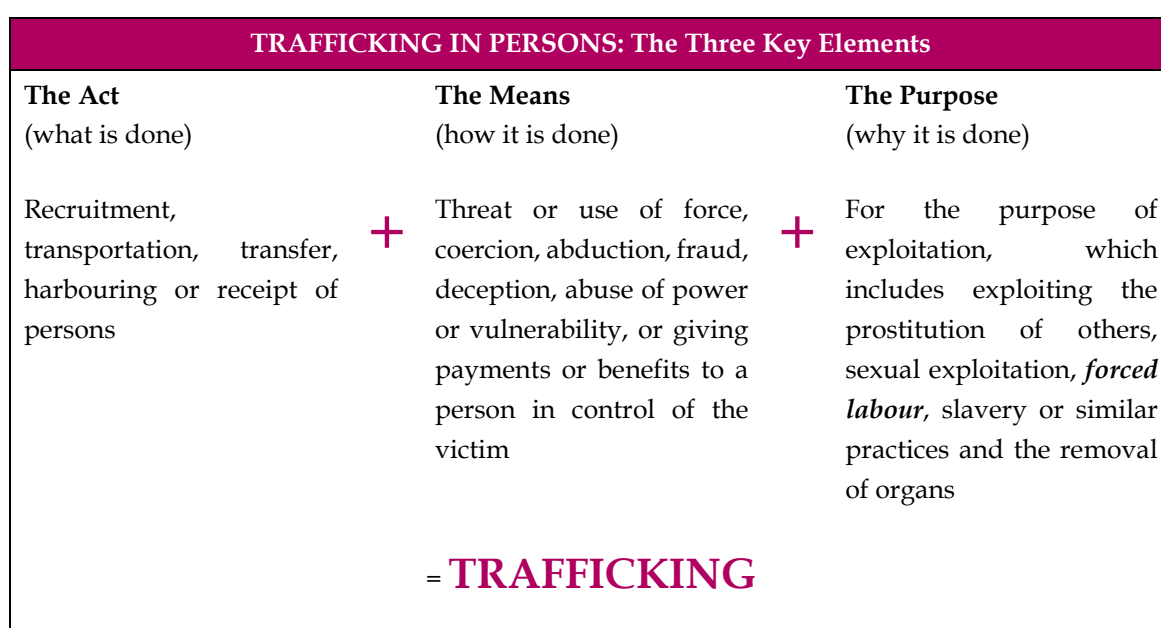 TRAFFICKING IN PERSONS: The Three Key Elements
The Act
(what is done)
Recruitment,
transportation, transfer,
harbouring or receipt of
persons
+
The Means
(how it is done)
Threat or use of force,
coercion, abduction, fraud,
deception, abuse of power
or vulnerability, or giving
payments or benefits to a
person in control of the
victim
+
The Purpose
(why it is done)
For the purpose of
exploitation, which
includes exploiting the
prostitution of others,
sexual exploitation, forced
labour, slavery or similar
practices and the removal
of organs
= TRAFFICKING